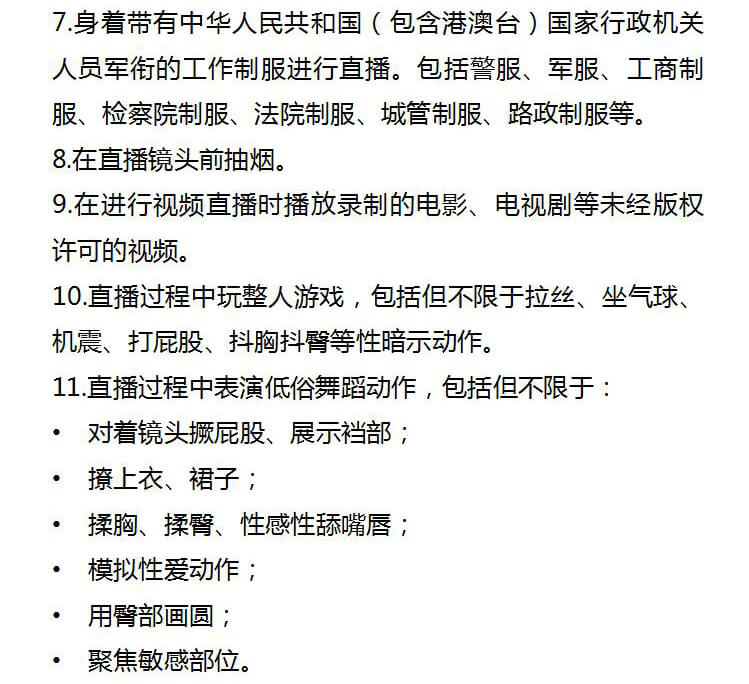 7.身着带有中华人民共和国（包含港澳台）国家行政机关
人员军衔的工作制服进行直播。包括警服、军服、工商制
服、检察院制服、法院制服、城管制服、路政制服等。
8.在直播镜头前抽烟。
9.在进行视频直播时播放录制的电影、电视剧等未经版权
许可的视频。
10.直播过程中玩整人游戏，包括但不限于拉丝、坐气球、
机震、打屁股、抖胸抖臀等性暗示动作。
11.直播过程中表演低俗舞蹈动作，包括但不限于：
• 对着镜头撅屁股、展示裆部；
• 撩上衣、裙子；
• 揉胸、揉臀、性感性舔嘴唇；
• 模拟性爱动作；
• 用臀部画圆；
• 聚焦敏感部位。